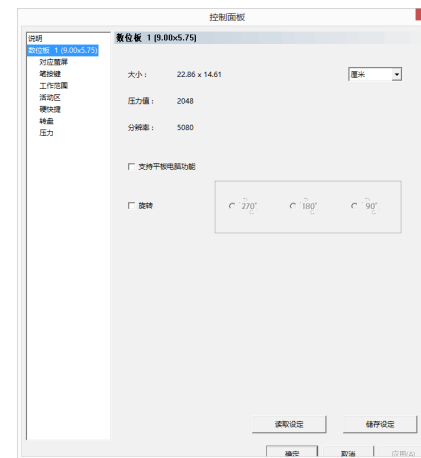 控制面板
说明
数位板 1 (9.00x5.75)
对应萤屏
笔按键
工作范围
活动区
硬快捷
转盘
压力
数位板 1 (9.00x5.75)
大小： 22.86 x 14.61 厘米
压力值： 2048
分辨率： 5080
支持平板电脑功能
旋转 270° 180° 90°
读取设定 储存设定
确定 取消 应用(A)